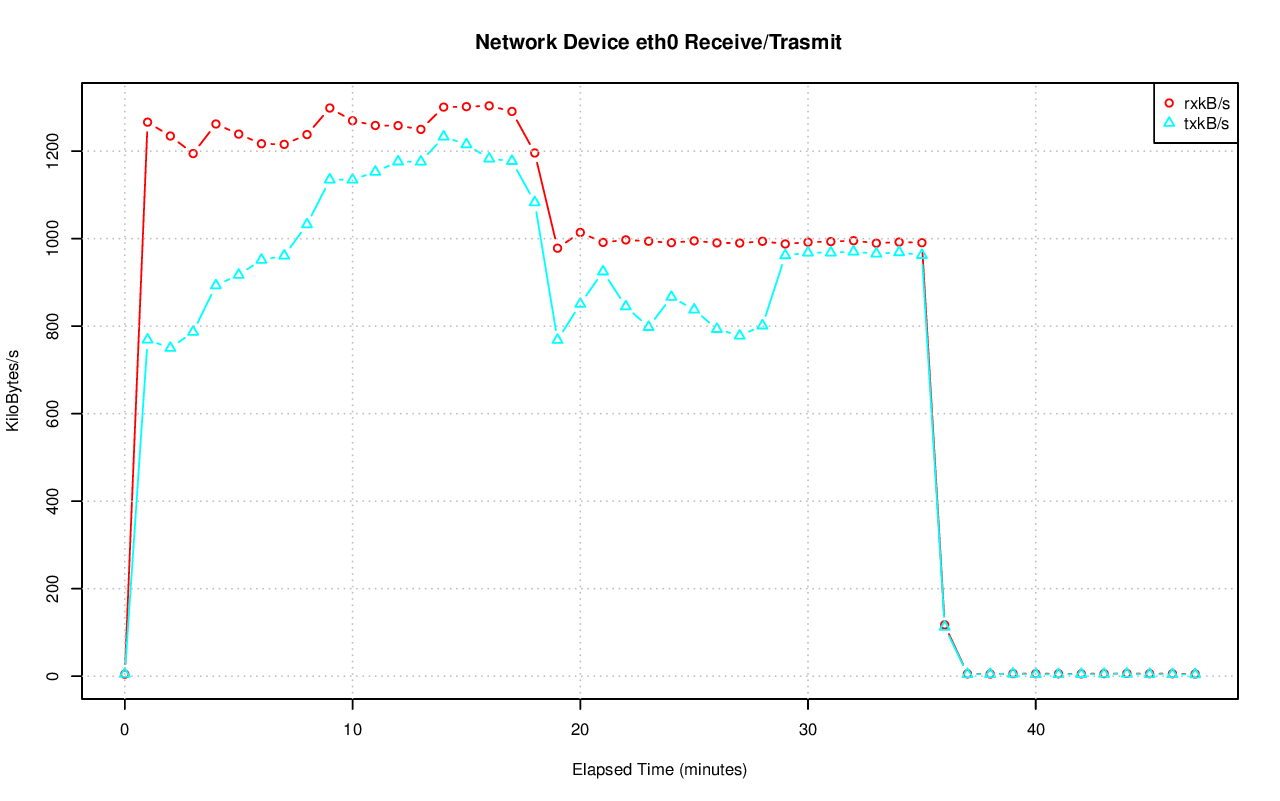 Network Device eth0 Receive/Trasmit
rxkB/s
txkB/s
KiloBytes/s
1200
1000
800
600
400
200
0
0 10 20 30 40
Elapsed Time (minutes)